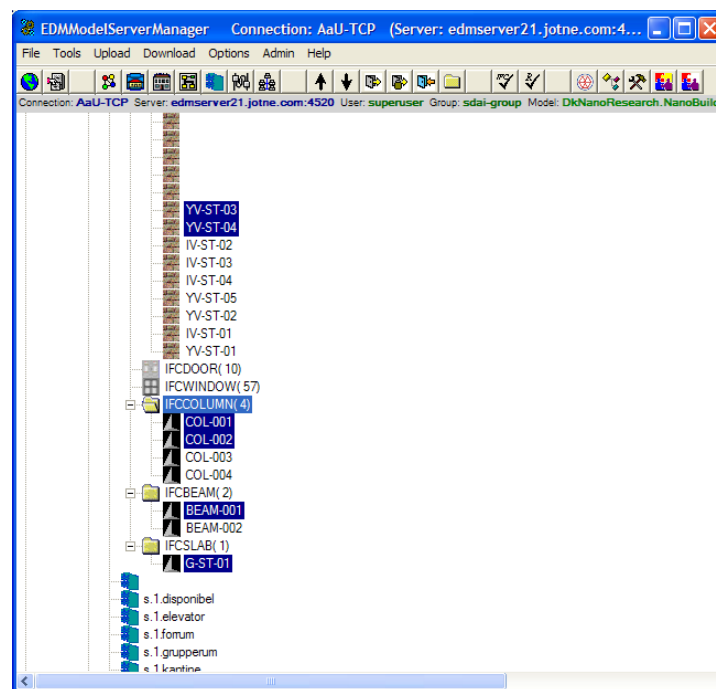 EDMModelServerManager Connection: AaU-TCP (Server: edmserver21.jotne.com:4...
File Tools Upload Download Options Admin Help
Connection: AaU-TCP Server: edmserver21.jotne.com:4520 User: superuser Group: sdai-group Model: DkNanoResearch.NanoBuild
YV-ST-03
YV-ST-04
IV-ST-02
IV-ST-03
IV-ST-04
YV-ST-05
YV-ST-02
IV-ST-01
YV-ST-01
IFCDOOR( 10)
IFCWINDOW( 57)
IFCCOLUMN( 4)
COL-001
COL-002
COL-003
COL-004
IFCBEAM( 2)
BEAM-001
BEAM-002
IFCSLAB( 1)
G-ST-01
s.1.disponibel
s.1.elevator
s.1.forrum
s.1.grupperum
s.1.kantine